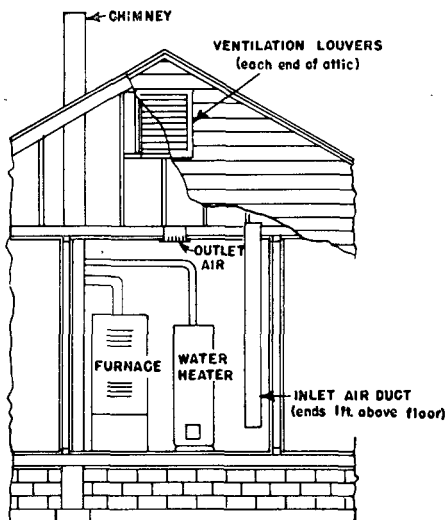 CHIMNEY
VENTILATION LOUVERS
(each end of attic)
OUTLET
AIR
FURNACE
WATER
HEATER
INLET AIR DUCT
(ends 1ft. above floor)